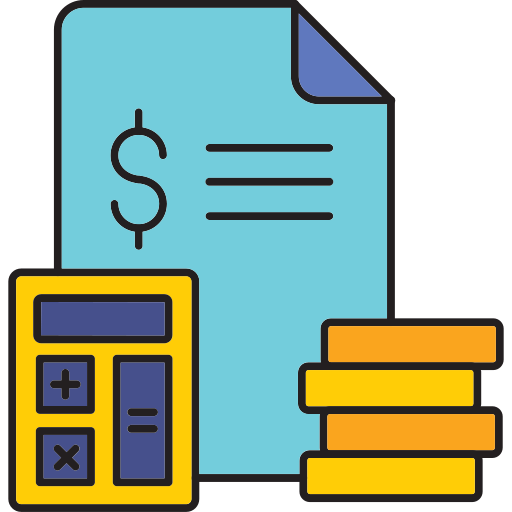 $
+
=
×